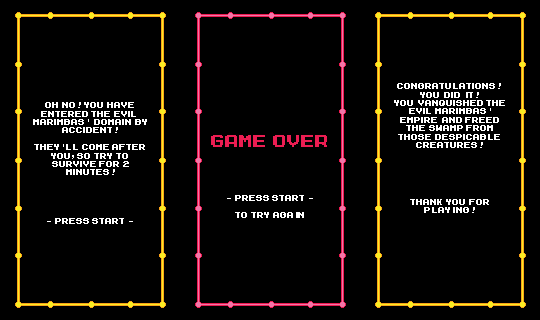 OH NO! YOU HAVE
ENTERED THE EVIL
MARIMBAS' DOMAIN BY
ACCIDENT!
THEY'LL COME AFTER
YOU, SO TRY TO
SURVIVE FOR 2
MINUTES!
- PRESS START -
GAME OVER
- PRESS START -
TO TRY AGAIN
CONGRATULATIONS!
YOU DID IT!
YOU VANQUISHED THE
EVIL MARIMBAS'
EMPIRE AND FREED
THE SWAMP FROM
THOSE DESPICABLE
CREATURES!
THANK YOU FOR
PLAYING!